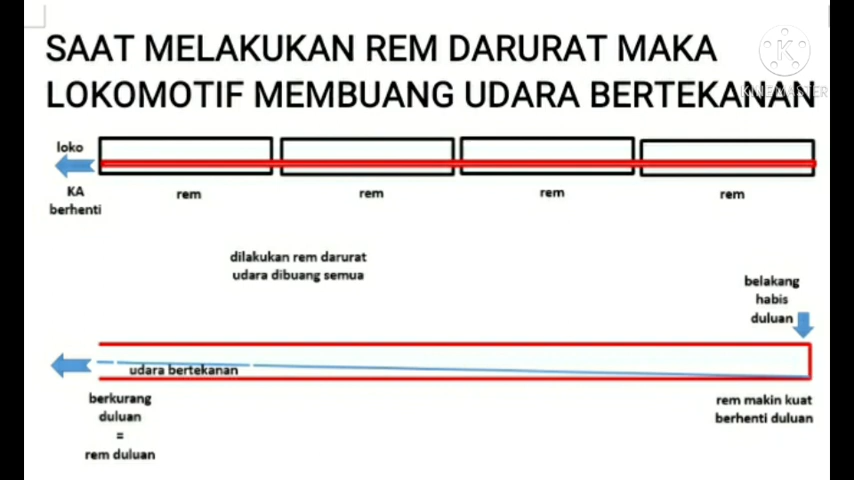 SAAT MELAKUKAN REM DARURAT MAKA
LOKOMOTIF MEMBUANG UDARA BERTEKANAN
K
KINEMASTER
loko
KA
berhenti
rem
rem
rem
rem
dilakukan rem darurat
udara dibuang semua
belakang
habis
duluan
udara bertekanan
berkurang
duluan
=
rem duluan
rem makin kuat
berhenti duluan